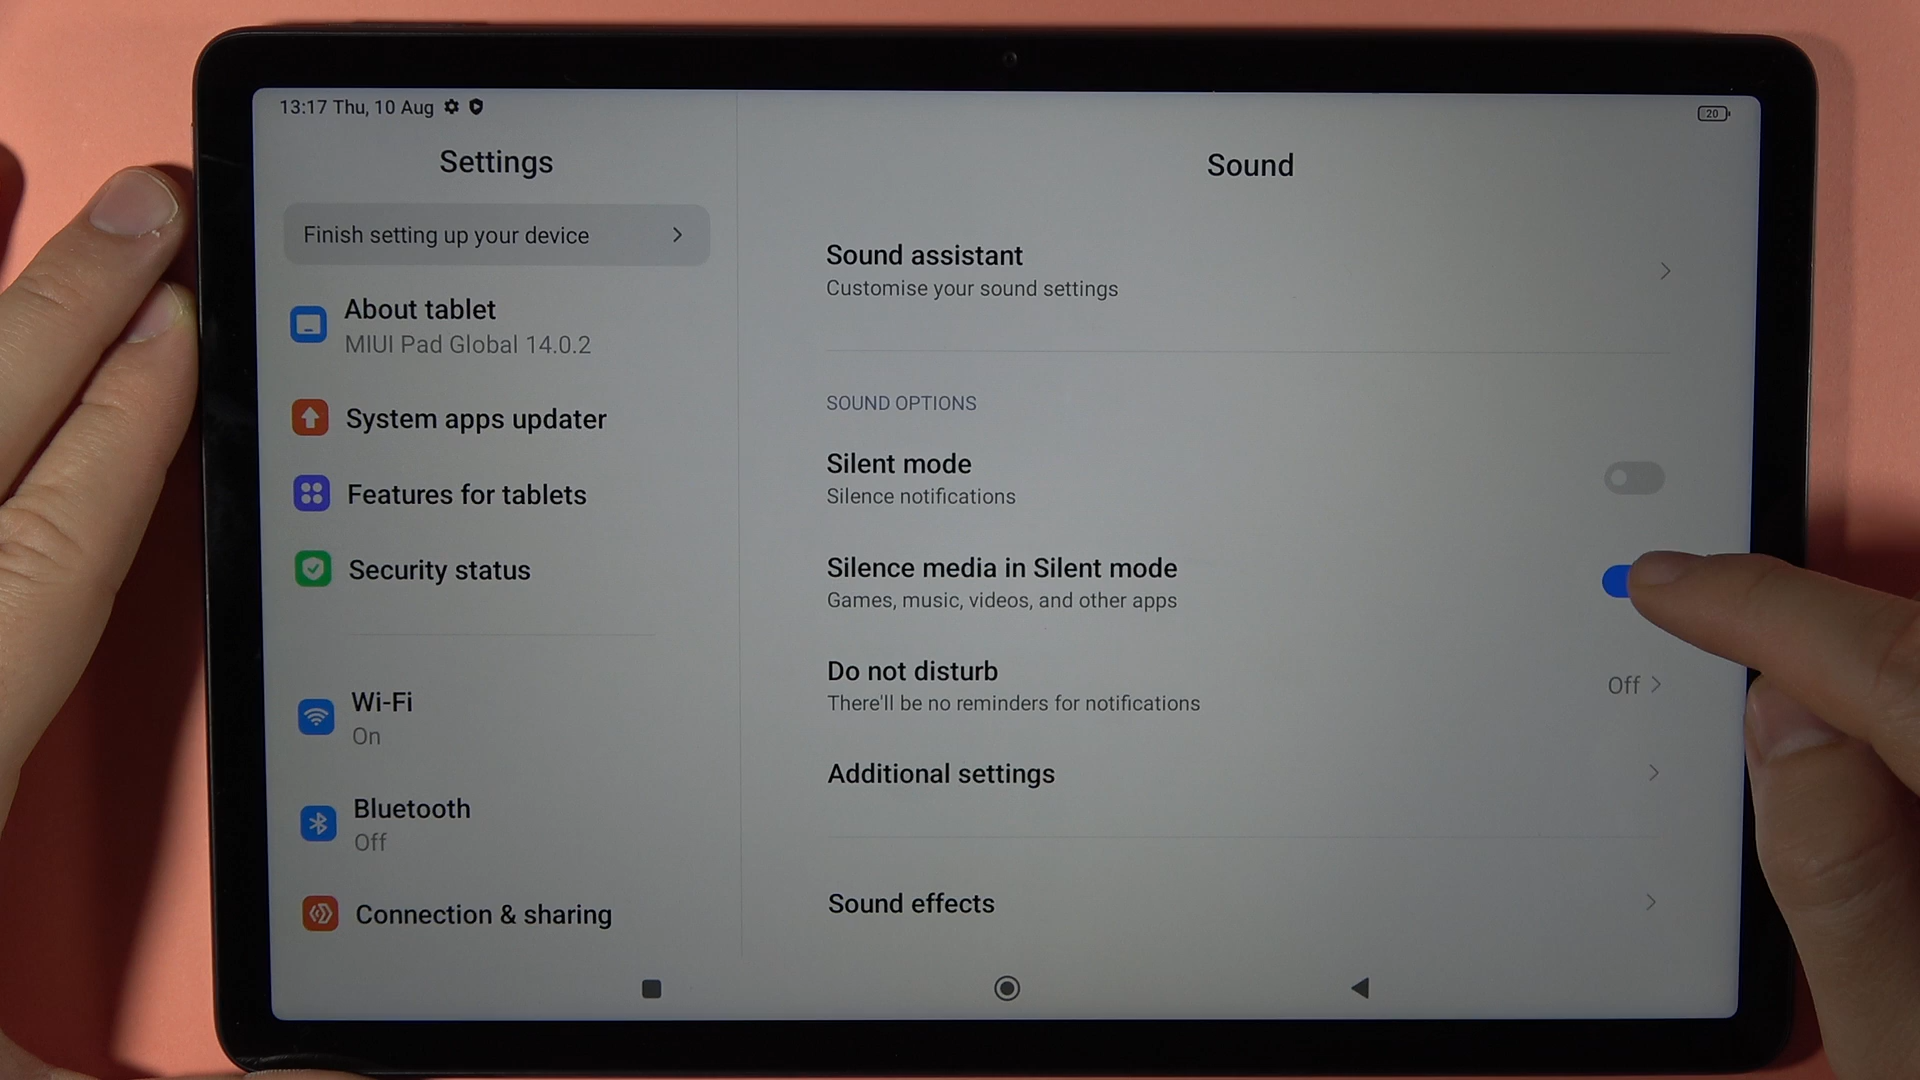 13:17 Thu, 10 Aug
20
Settings
Finish setting up your device
About tablet
MIUI Pad Global 14.0.2
System apps updater
Features for tablets
Security status
Wi-Fi
On
Bluetooth
Off
Connection & sharing
Sound
Sound assistant
Customise your sound settings
SOUND OPTIONS
Silent mode
Silence notifications
Silence media in Silent mode
Games, music, videos, and other apps
Do not disturb
There'll be no reminders for notifications
Off
Additional settings
Sound effects